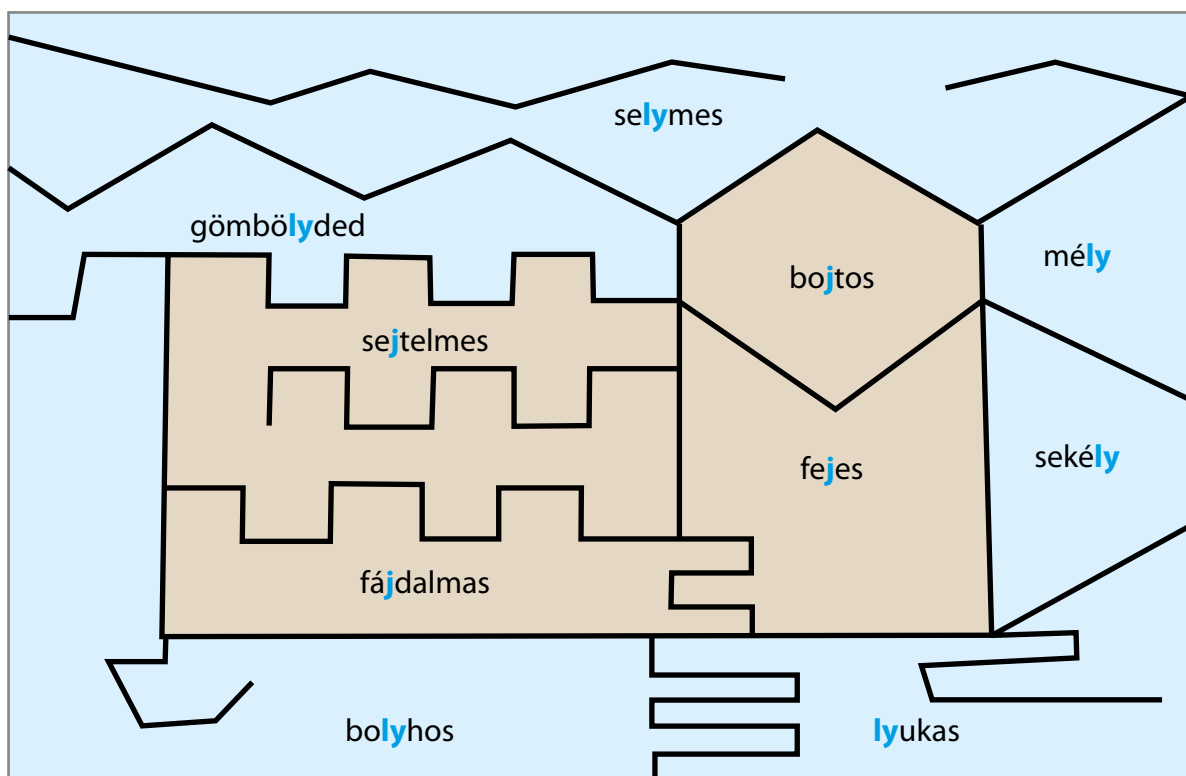 selymes
gömbölyded
mély
bojtos
sejtelmes
sekély
fejes
fájdalmas
bolyhos
lyukas